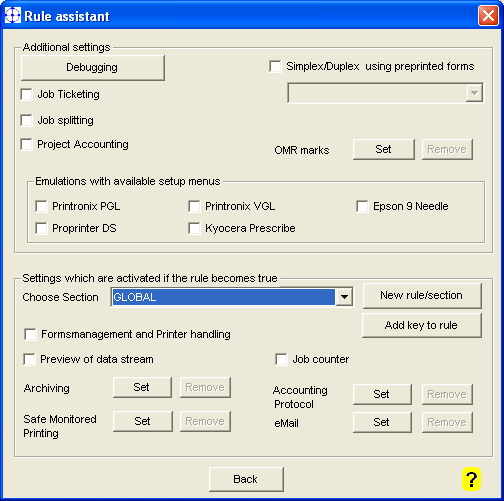 Rule assistant
Additional settings
Debugging
Simplex/Duplex using preprinted forms
Job Ticketing
Job splitting
Project Accounting
OMR marks Set Remove
Emulations with available setup menus
Printronix PGL Printronix VGL Epson 9 Needle
Proprinter DS Kyocera Prescribe
Settings which are activated if the rule becomes true
Choose Section GLOBAL New rule/section
Add key to rule
Formsmanagement and Printer handling
Preview of data stream Job counter
Archiving Set Remove
Accounting
Protocol Set Remove
Safe Monitored
Printing Set Remove
eMail Set Remove
Back ?